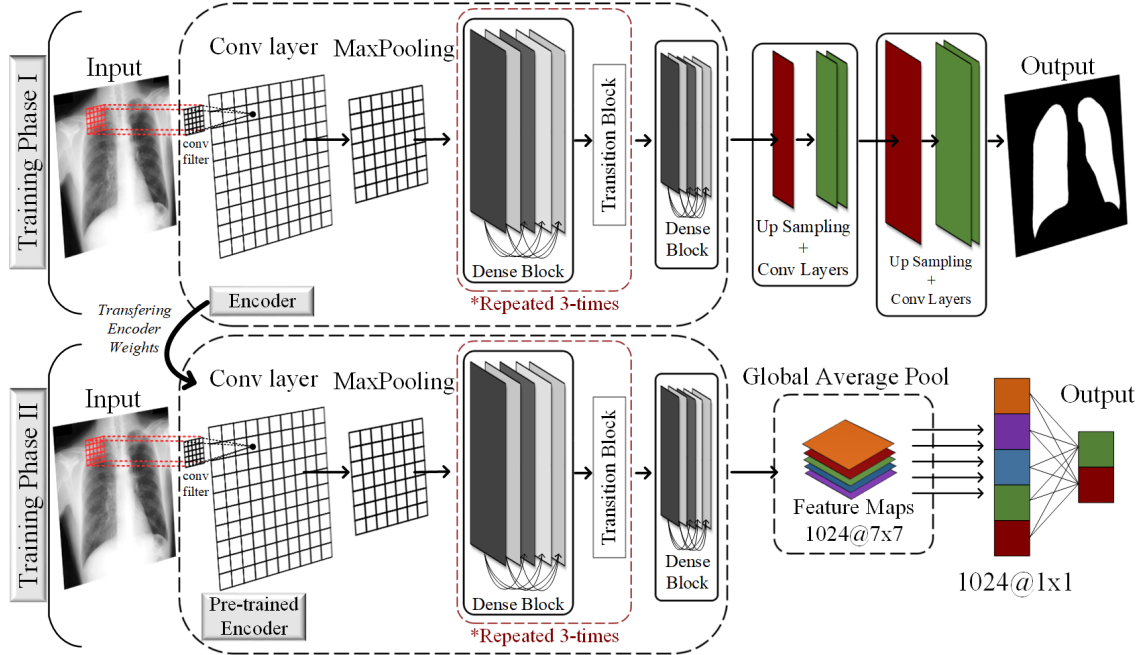 Training Phase I
Input
Conv layer
MaxPooling
conv
filter
Dense Block
Transition Block
*Repeated 3-times
Dense
Block
Up Sampling
+
Conv Layers
Up Sampling
+
Conv Layers
Output
Encoder
Transfering
Encoder
Weights
Training Phase II
Input
Conv layer
MaxPooling
conv
filter
Dense Block
Transition Block
*Repeated 3-times
Dense
Block
Pre-trained
Encoder
Global Average Pool
Feature Maps
1024@7x7
1024@1x1
Output